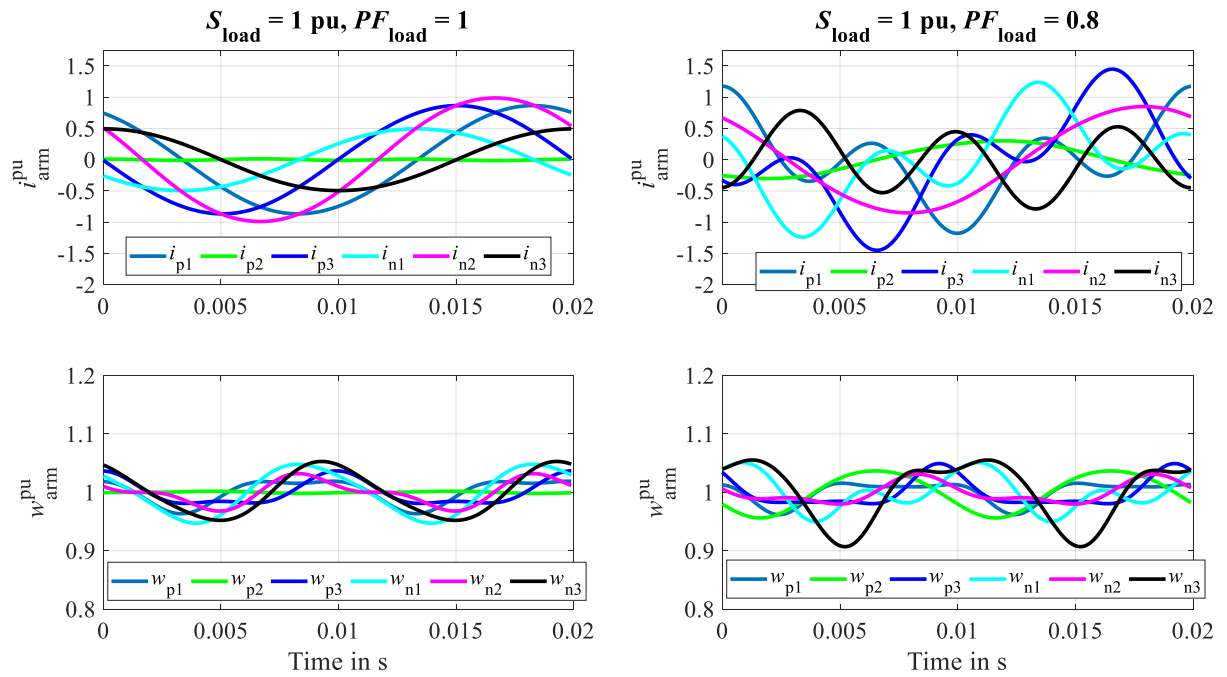 S_load = 1 pu, PF_load = 1
i^pu_arm
1.5
1
0.5
0
-0.5
-1
-1.5
-2
i_p1 i_p2 i_p3 i_n1 i_n2 i_n3
0 0.005 0.01 0.015 0.02
S_load = 1 pu, PF_load = 0.8
i^pu_arm
1.5
1
0.5
0
-0.5
-1
-1.5
-2
i_p1 i_p2 i_p3 i_n1 i_n2 i_n3
0 0.005 0.01 0.015 0.02
w^pu_arm
1.2
1.1
1
0.9
0.8
w_p1 w_p2 w_p3 w_n1 w_n2 w_n3
0 0.005 0.01 0.015 0.02
Time in s
w^pu_arm
1.2
1.1
1
0.9
0.8
w_p1 w_p2 w_p3 w_n1 w_n2 w_n3
0 0.005 0.01 0.015 0.02
Time in s